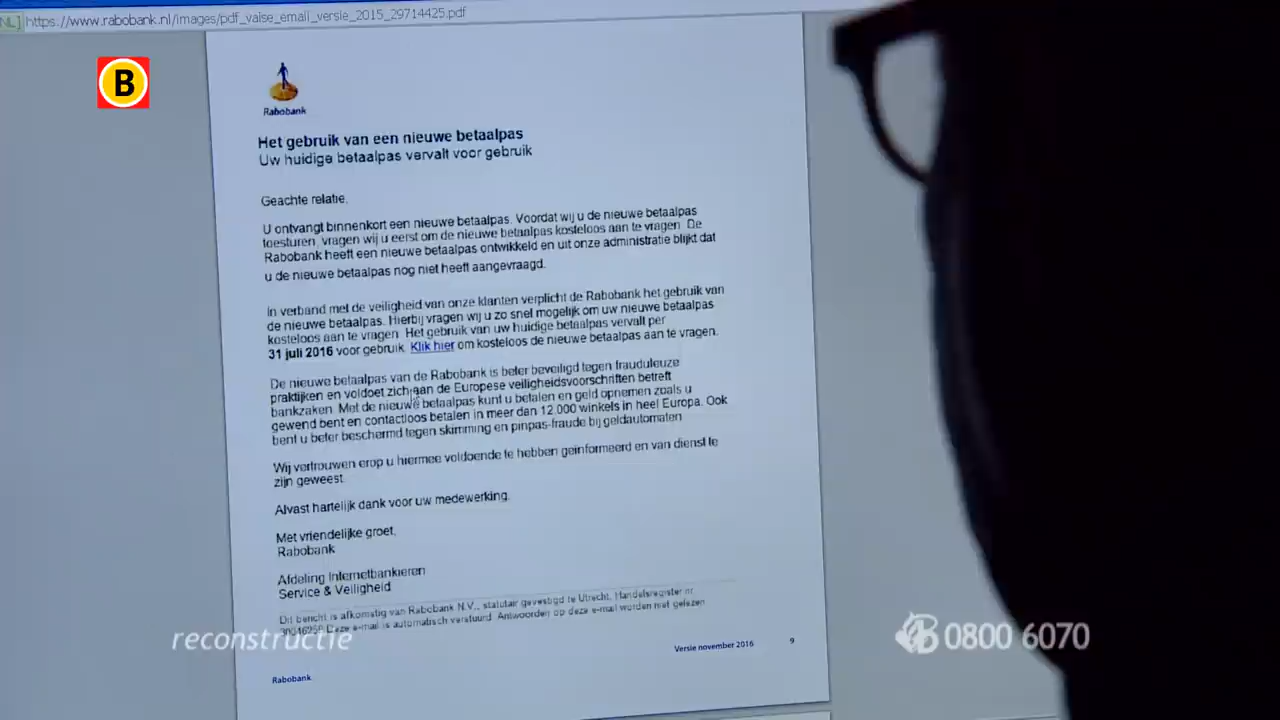 NL] https://www.rabobank.nl/images/pdf_valse_email_versie_2015_29714425.pdf
B
Rabobank
Het gebruik van een nieuwe betaalpas
Uw huidige betaalpas vervalt voor gebruik
Geachte relatie,
U ontvangt binnenkort een nieuwe betaalpas. Voordat wij u de nieuwe betaalpas
toesturen, vragen wij u eerst om de nieuwe betaalpas kosteloos aan te vragen. De
Rabobank heeft een nieuwe betaalpas ontwikkeld en uit onze administratie blijkt dat
u de nieuwe betaalpas nog niet heeft aangevraagd.
In verband met de veiligheid van onze klanten verplicht de Rabobank het gebruik van
de nieuwe betaalpas. Hierbij vragen wij u zo snel mogelijk om uw nieuwe betaalpas
kosteloos aan te vragen. Het gebruik van uw huidige betaalpas vervalt per
31 juli 2016 voor gebruik. Klik hier om kosteloos de nieuwe betaalpas aan te vragen.
De nieuwe betaalpas van de Rabobank is beter beveiligd tegen frauduleuze
praktijken en voldoet zich aan de Europese veiligheidsvoorschriften betreft
bankzaken. Met de nieuwe betaalpas kunt u betalen en geld opnemen zoals u
gewend bent en contactloos betalen in meer dan 12.000 winkels in heel Europa. Ook
bent u beter beschermd tegen skimming en pinpas-fraude bij geldautomaten.
Wij vertrouwen erop u hiermee voldoende te hebben geinformeerd en van dienst te
zijn geweest.
Alvast hartelijk dank voor uw medewerking.
Met vriendelijke groet,
Rabobank
Afdeling Internetbankieren
Service & Veiligheid
Dit bericht is afkomstig van Rabobank N.V., statutair gevestigd te Utrecht, Handelsregister nr.
Deze e-mail is automatisch verstuurd. Antwoorden op deze e-mail worden niet gelezen.
reconstructie
B 0800 6070
Versie november 2016 9
Rabobank